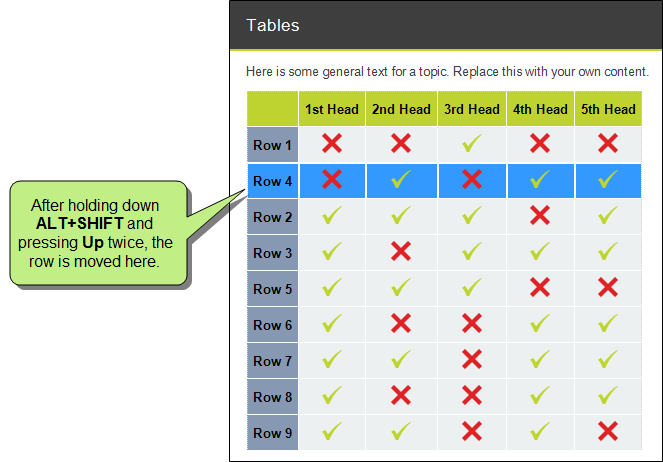 Tables
Here is some general text for a topic. Replace this with your own content.
1st Head 2nd Head 3rd Head 4th Head 5th Head
Row 1
Row 4
Row 2
Row 3
Row 5
Row 6
Row 7
Row 8
Row 9
After holding down
ALT+SHIFT and
pressing Up twice, the
row is moved here.